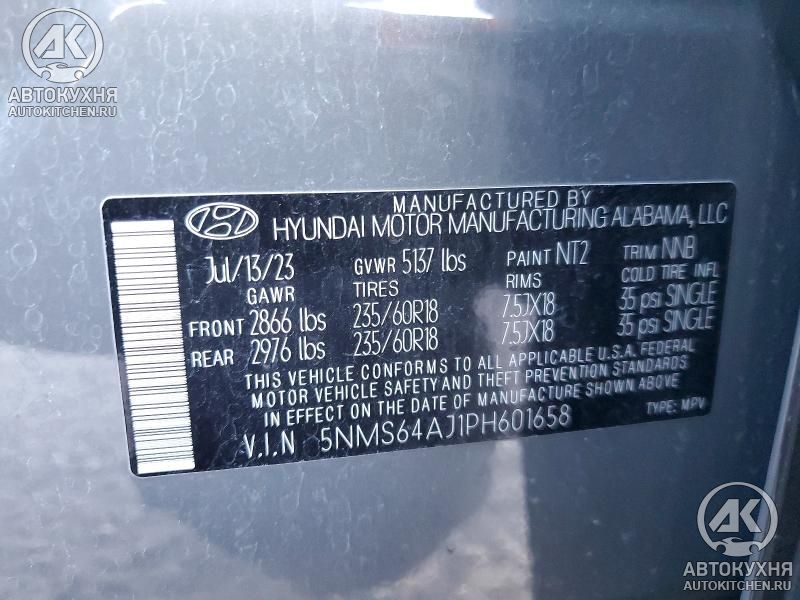 AK
АВТОКУХНЯ
AUTOKITCHEN.RU
MANUFACTURED BY
HYUNDAI MOTOR MANUFACTURING ALABAMA, LLC
Jul/13/23 GVWR 5137 lbs PAINT NT2 TRIM NNB
GAWR TIRES RIMS COLD TIRE INFL
FRONT 2866 lbs 235/60R18 7.5JX18 35 psi SINGLE
REAR 2976 lbs 235/60R18 7.5JX18 35 psi SINGLE
THIS VEHICLE CONFORMS TO ALL APPLICABLE U.S.A. FEDERAL
MOTOR VEHICLE SAFETY AND THEFT PREVENTION STANDARDS
IN EFFECT ON THE DATE OF MANUFACTURE SHOWN ABOVE
V.I.N 5NMS64AJ1PH601658 TYPE: MPV
AK
АВТОКУХНЯ
AUTOKITCHEN.RU